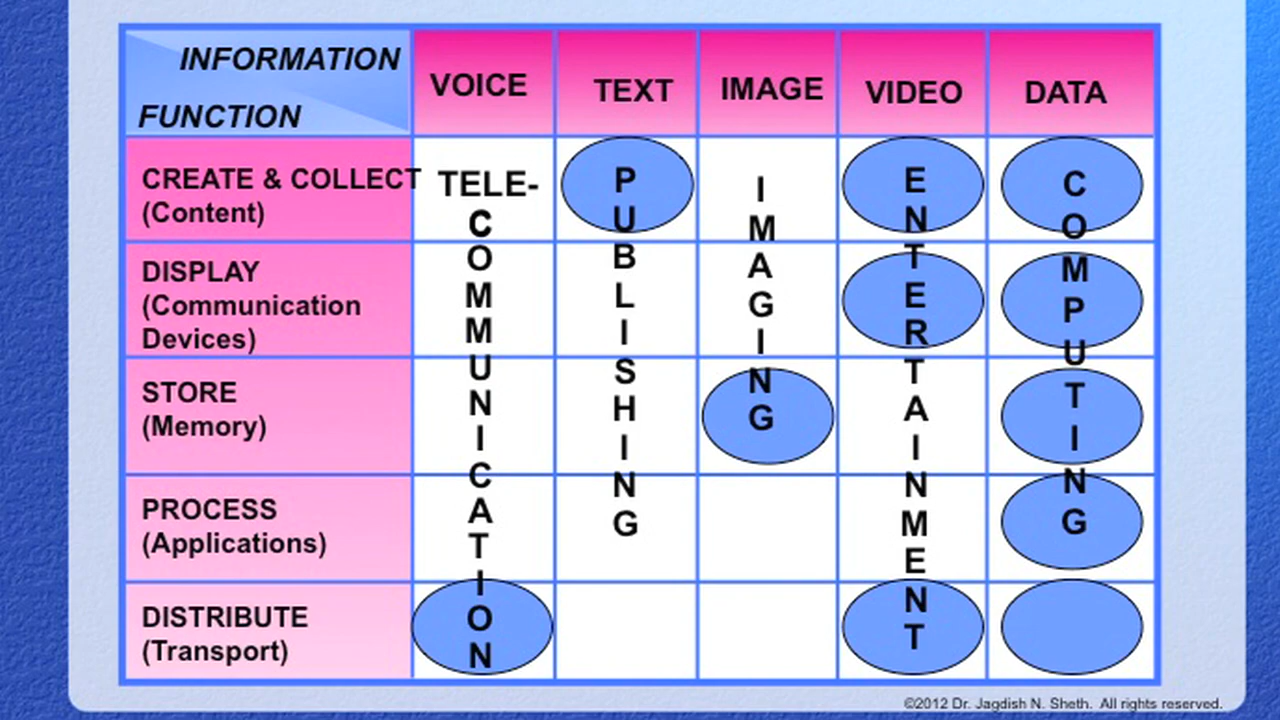 INFORMATION
FUNCTION
VOICE
TEXT
IMAGE
VIDEO
DATA
CREATE & COLLECT
(Content)
DISPLAY
(Communication
Devices)
STORE
(Memory)
PROCESS
(Applications)
DISTRIBUTE
(Transport)
TELE-
COMMUNICATION
PUBLISHING
IMAGING
ENTERTAINMENT
COMPUTING
©2012 Dr. Jagdish N. Sheth. All rights reserved.